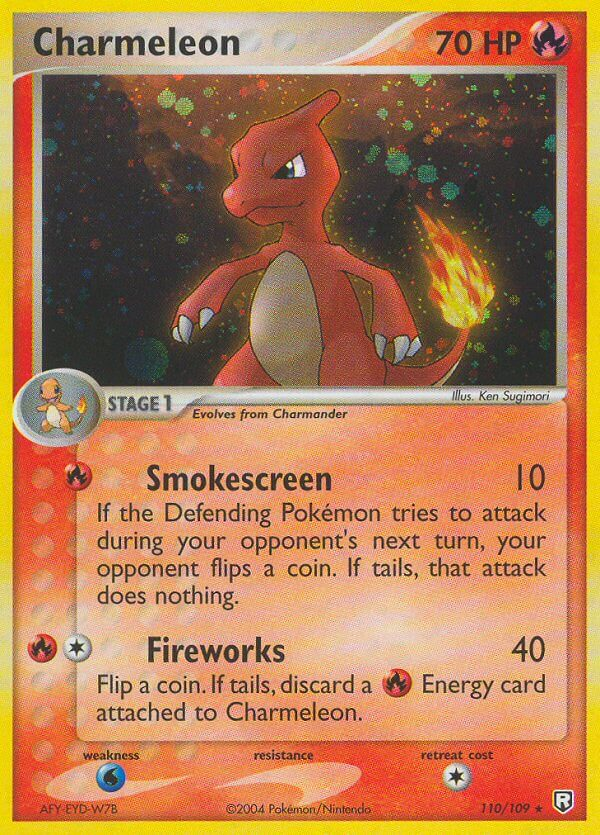 Charmeleon 70 HP
Illus. Ken Sugimori
STAGE 1
Evolves from Charmander
Smokescreen 10
If the Defending Pokémon tries to attack
during your opponent's next turn, your
opponent flips a coin. If tails, that attack
does nothing.
Fireworks 40
Flip a coin. If tails, discard a Energy card
attached to Charmeleon.
weakness resistance retreat cost
AFY-EYD-W7B ©2004 Pokémon/Nintendo 110/109 ★ R